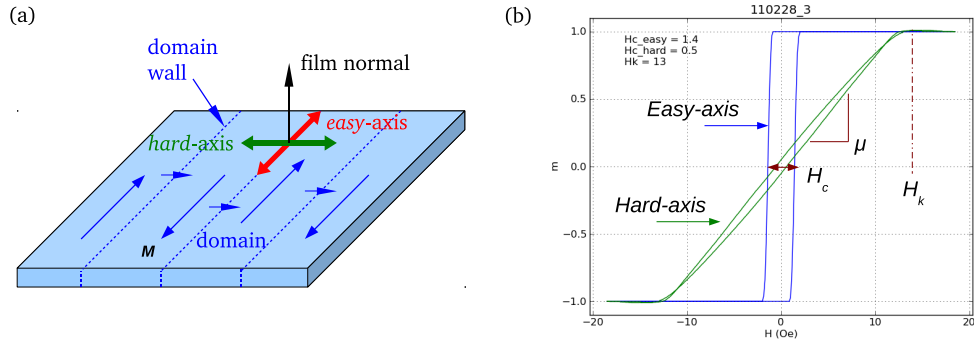 (a)
domain
wall
film normal
easy-axis
hard-axis
domain
M
(b)
110228_3
Hc_easy = 1.4
Hc_hard = 0.5
Hk = 13
Easy-axis
μ
Hc
Hk
Hard-axis
1.0
0.5
0.0
−0.5
−1.0
m
−20
−10
0
10
20
H (Oe)